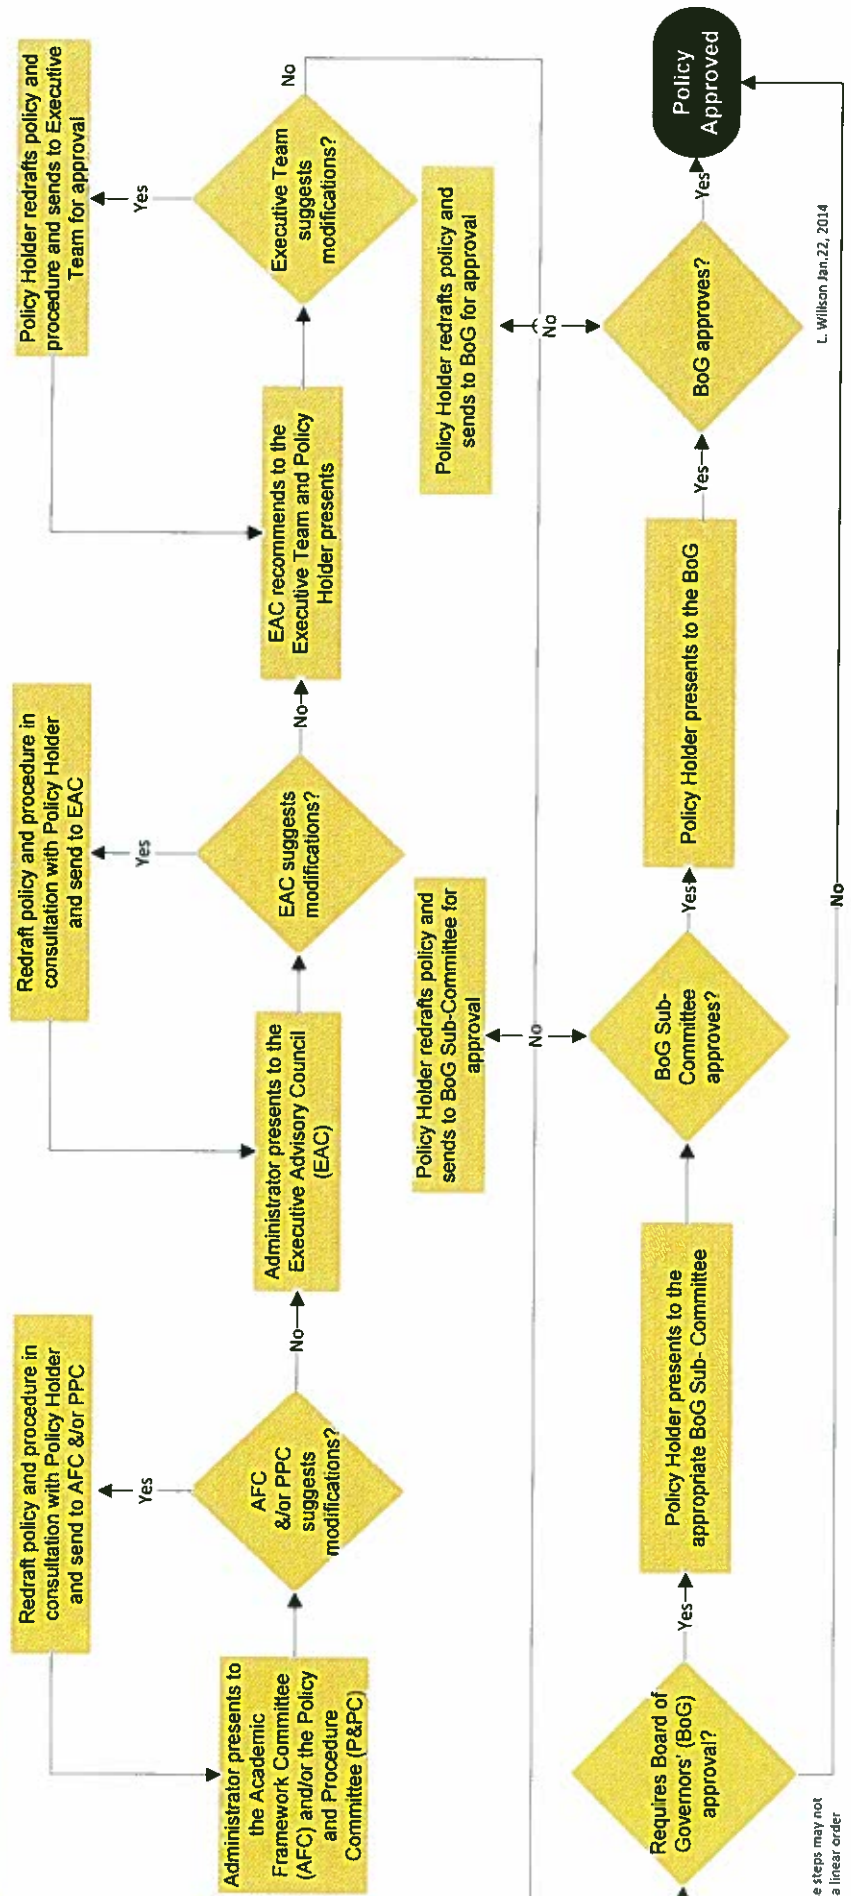 Policy Holder redrafts policy and
procedure and sends to Executive
Team for approval
Redraft policy and procedure in
consultation with Policy Holder
and send to EAC
Redraft policy and procedure in
consultation with Policy Holder
and send to AFC &/or PPC
Yes
Yes
Yes
Administrator presents to
the Academic
Framework Committee
(AFC) and/or the Policy
and Procedure
Committee (P&PC)
AFC
&/or PPC
suggests
modifications?
No
Administrator presents to the
Executive Advisory Council
(EAC)
EAC suggests
modifications?
No
EAC recommends to the
Executive Team and Policy
Holder presents
Executive Team
suggests
modifications?
No
Policy Holder redrafts policy and
sends to BoG Sub-Committee for
approval
Policy Holder redrafts policy and
sends to BoG for approval
No
No
Requires Board of
Governors' (BoG)
approval?
Yes
Policy Holder presents to the
appropriate BoG Sub- Committee
BoG Sub-
Committee
approves?
Yes
Policy Holder presents to the BoG
Yes
BoG approves?
Yes
Policy
Approved
No
e steps may not
a linear order
L. Willson Jan.22, 2014